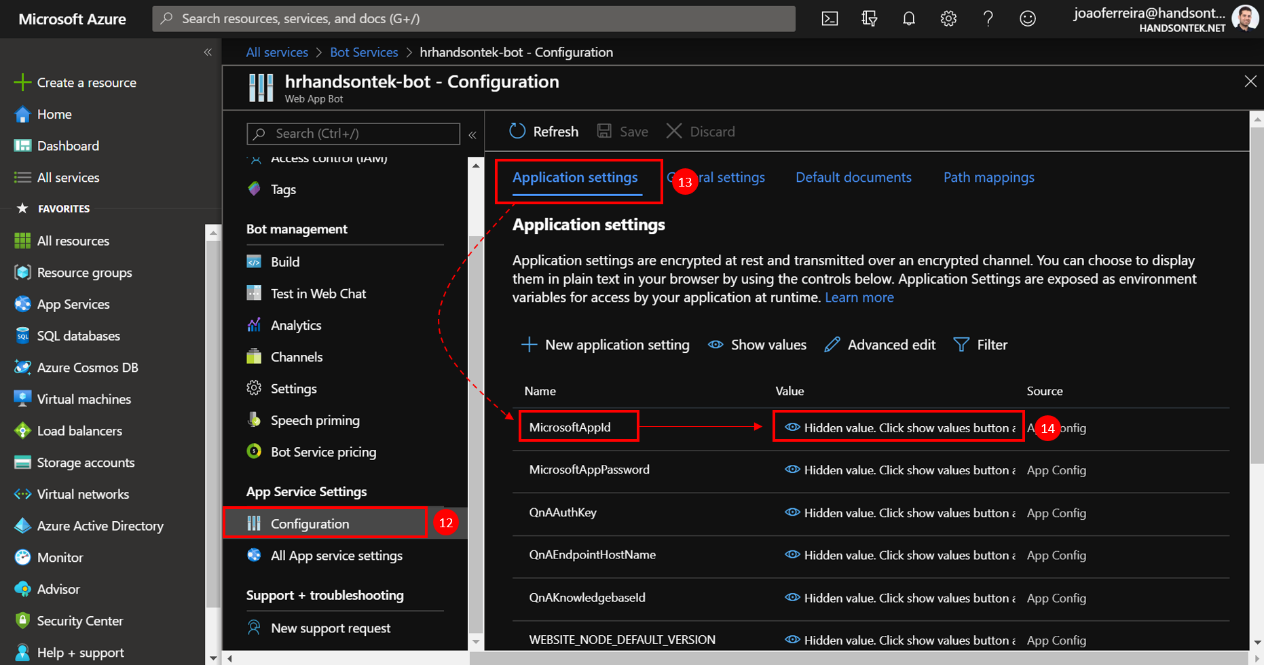 Microsoft Azure
Search resources, services, and docs (G+/)
joaoferreira@handsont...
HANDSONTEK.NET
Create a resource
Home
Dashboard
All services
FAVORITES
All resources
Resource groups
App Services
SQL databases
Azure Cosmos DB
Virtual machines
Load balancers
Storage accounts
Virtual networks
Azure Active Directory
Monitor
Advisor
Security Center
Help + support
All services > Bot Services > hrhandsontek-bot - Configuration
hrhandsontek-bot - Configuration
Web App Bot
Search (Ctrl+/)
Access control (IAM)
Tags
Bot management
Build
Test in Web Chat
Analytics
Channels
Settings
Speech priming
Bot Service pricing
App Service Settings
Configuration
12
All App service settings
Support + troubleshooting
New support request
Refresh
Save
Discard
Application settings
13
ral settings
Default documents
Path mappings
Application settings
Application settings are encrypted at rest and transmitted over an encrypted channel. You can choose to display
them in plain text in your browser by using the controls below. Application Settings are exposed as environment
variables for access by your application at runtime. Learn more
New application setting
Show values
Advanced edit
Filter
Name Value Source
MicrosoftAppId Hidden value. Click show values button a 14 onfig
MicrosoftAppPassword Hidden value. Click show values button a App Config
QnAAuthKey Hidden value. Click show values button a App Config
QnAEndpointHostName Hidden value. Click show values button a App Config
QnAKnowledgebaseId Hidden value. Click show values button a App Config
WEBSITE_NODE_DEFAULT_VERSION Hidden value. Click show values button a App Config